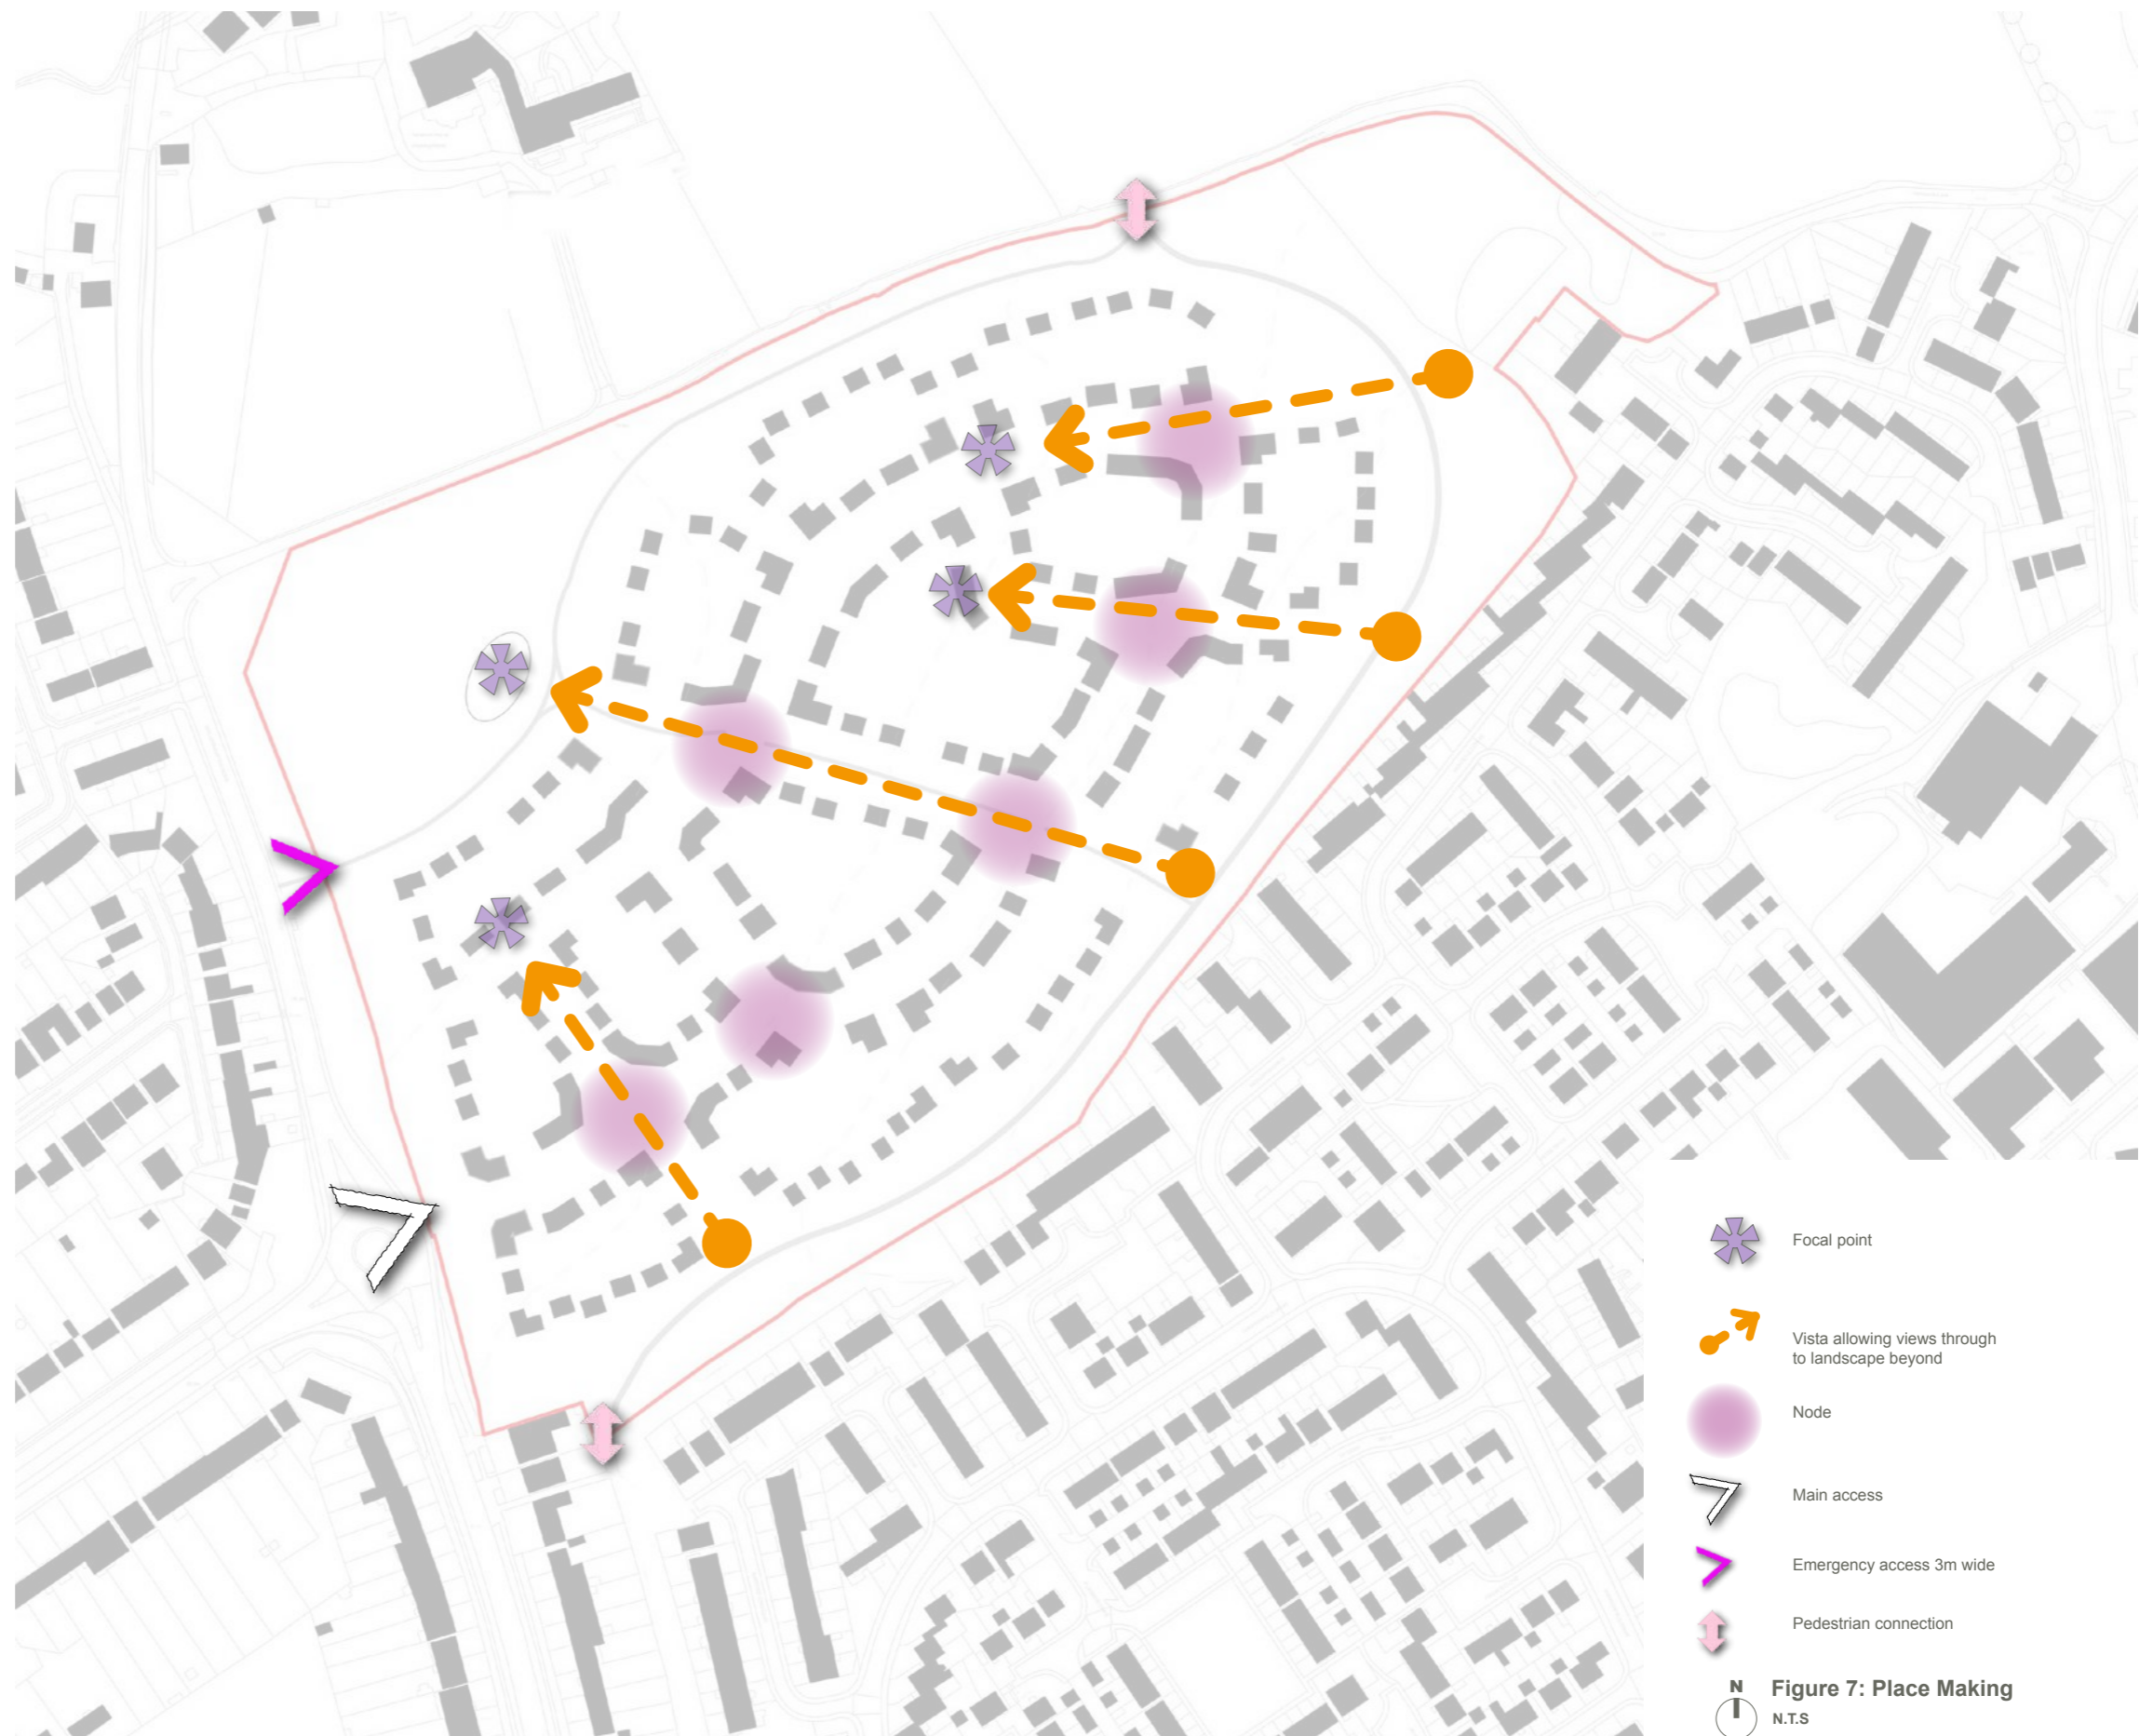 Focal point
Vista allowing views through
to landscape beyond
Node
Main access
Emergency access 3m wide
Pedestrian connection
N
Figure 7: Place Making
N.T.S